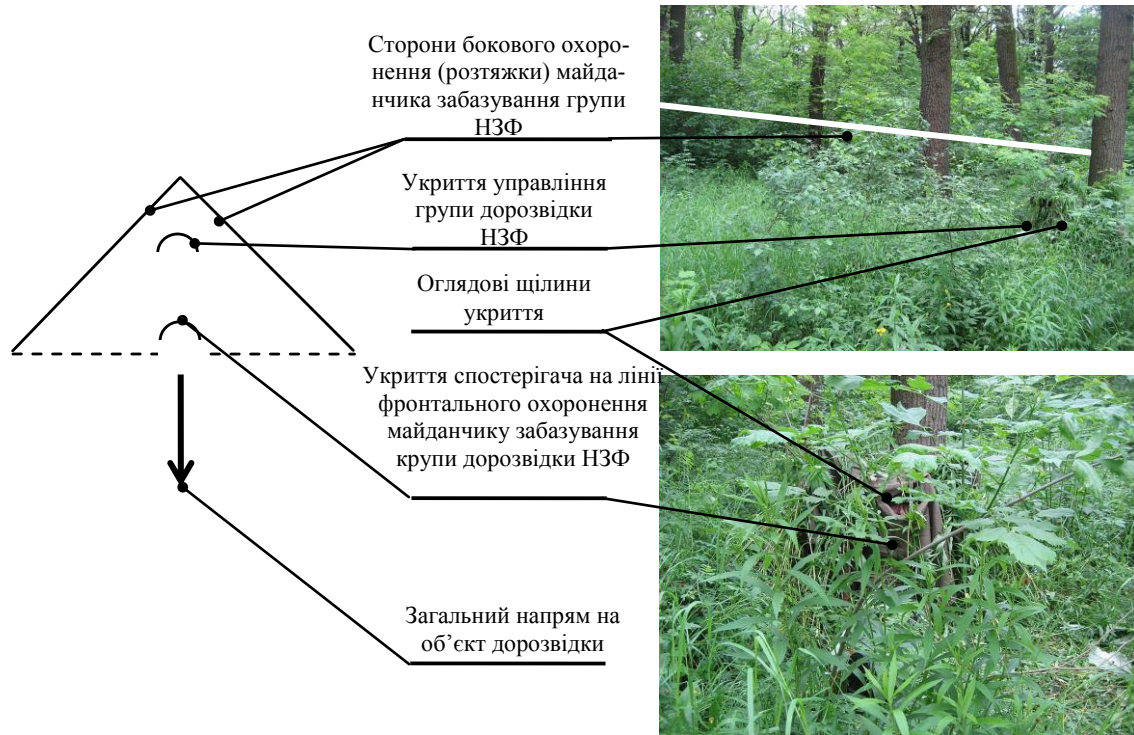 Сторони бокового охоро-
нення (розтяжки) майда-
нчика забазування групи
НЗФ
Укриття управління
групи дорозвідки
НЗФ
Оглядові щілини
укриття
Укриття спостерігача на лінії
фронтального охоронення
майданчику забазування
крупи дорозвідки НЗФ
Загальний напрям на
об’єкт дорозвідки